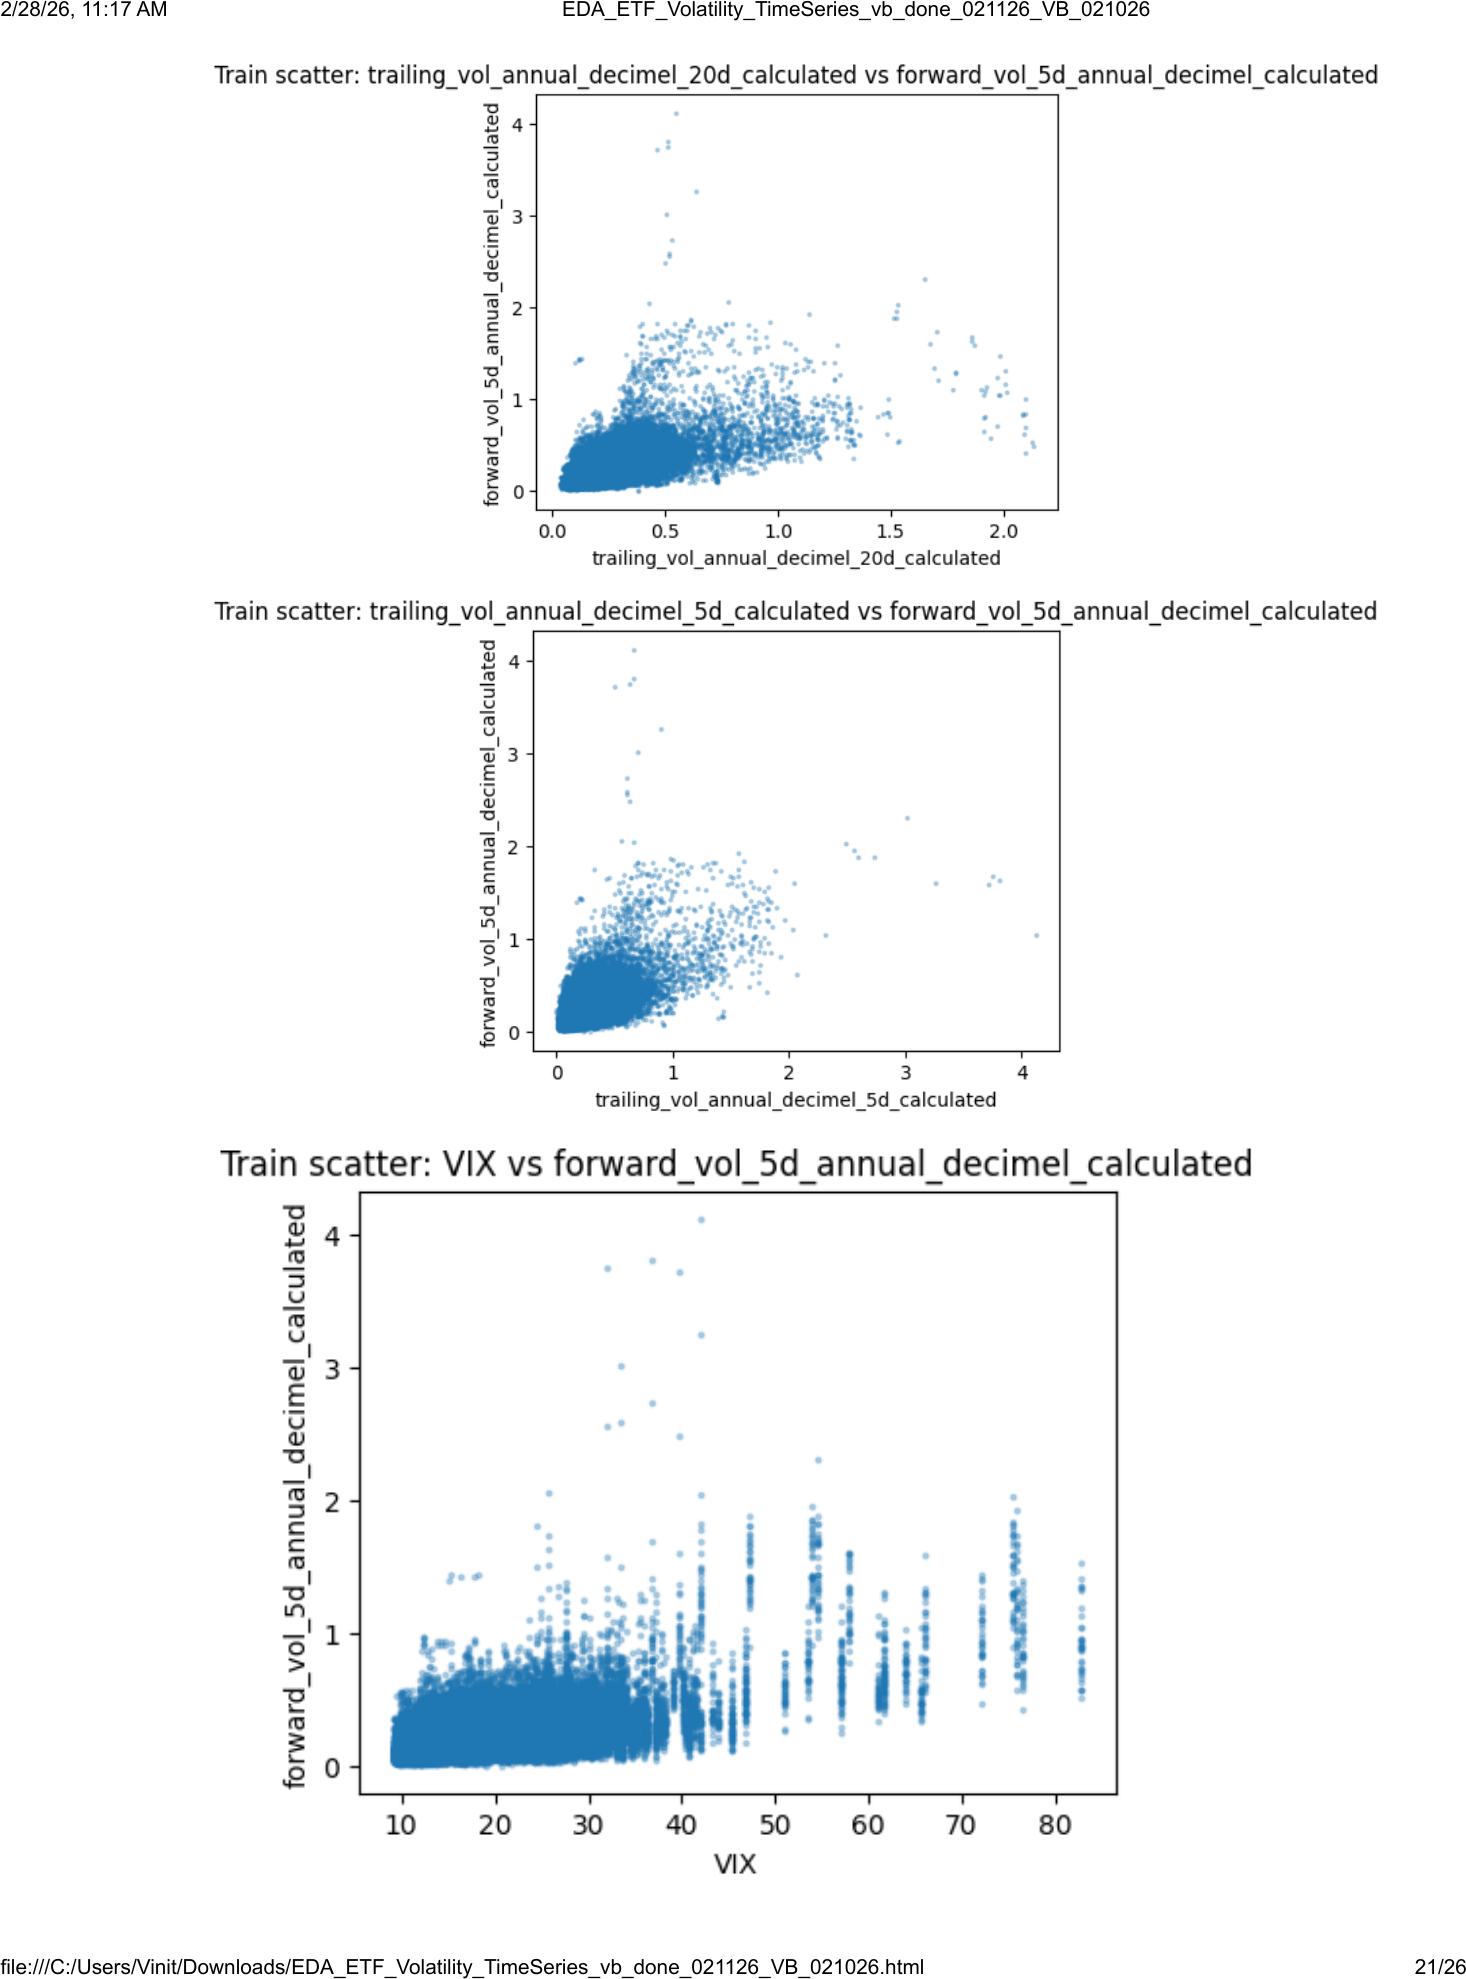 2/28/26, 11:17 AM EDA_ETF_Volatility_TimeSeries_vb_done_021126_VB_021026
Train scatter: trailing_vol_annual_decimel_20d_calculated vs forward_vol_5d_annual_decimel_calculated
forward_vol_5d_annual_decimel_calculated
4
3
2
1
0
0.0 0.5 1.0 1.5 2.0
trailing_vol_annual_decimel_20d_calculated
Train scatter: trailing_vol_annual_decimel_5d_calculated vs forward_vol_5d_annual_decimel_calculated
forward_vol_5d_annual_decimel_calculated
4
3
2
1
0
0 1 2 3 4
trailing_vol_annual_decimel_5d_calculated
Train scatter: VIX vs forward_vol_5d_annual_decimel_calculated
forward_vol_5d_annual_decimel_calculated
4
3
2
1
0
10 20 30 40 50 60 70 80
VIX
file:///C:/Users/Vinit/Downloads/EDA_ETF_Volatility_TimeSeries_vb_done_021126_VB_021026.html 21/26